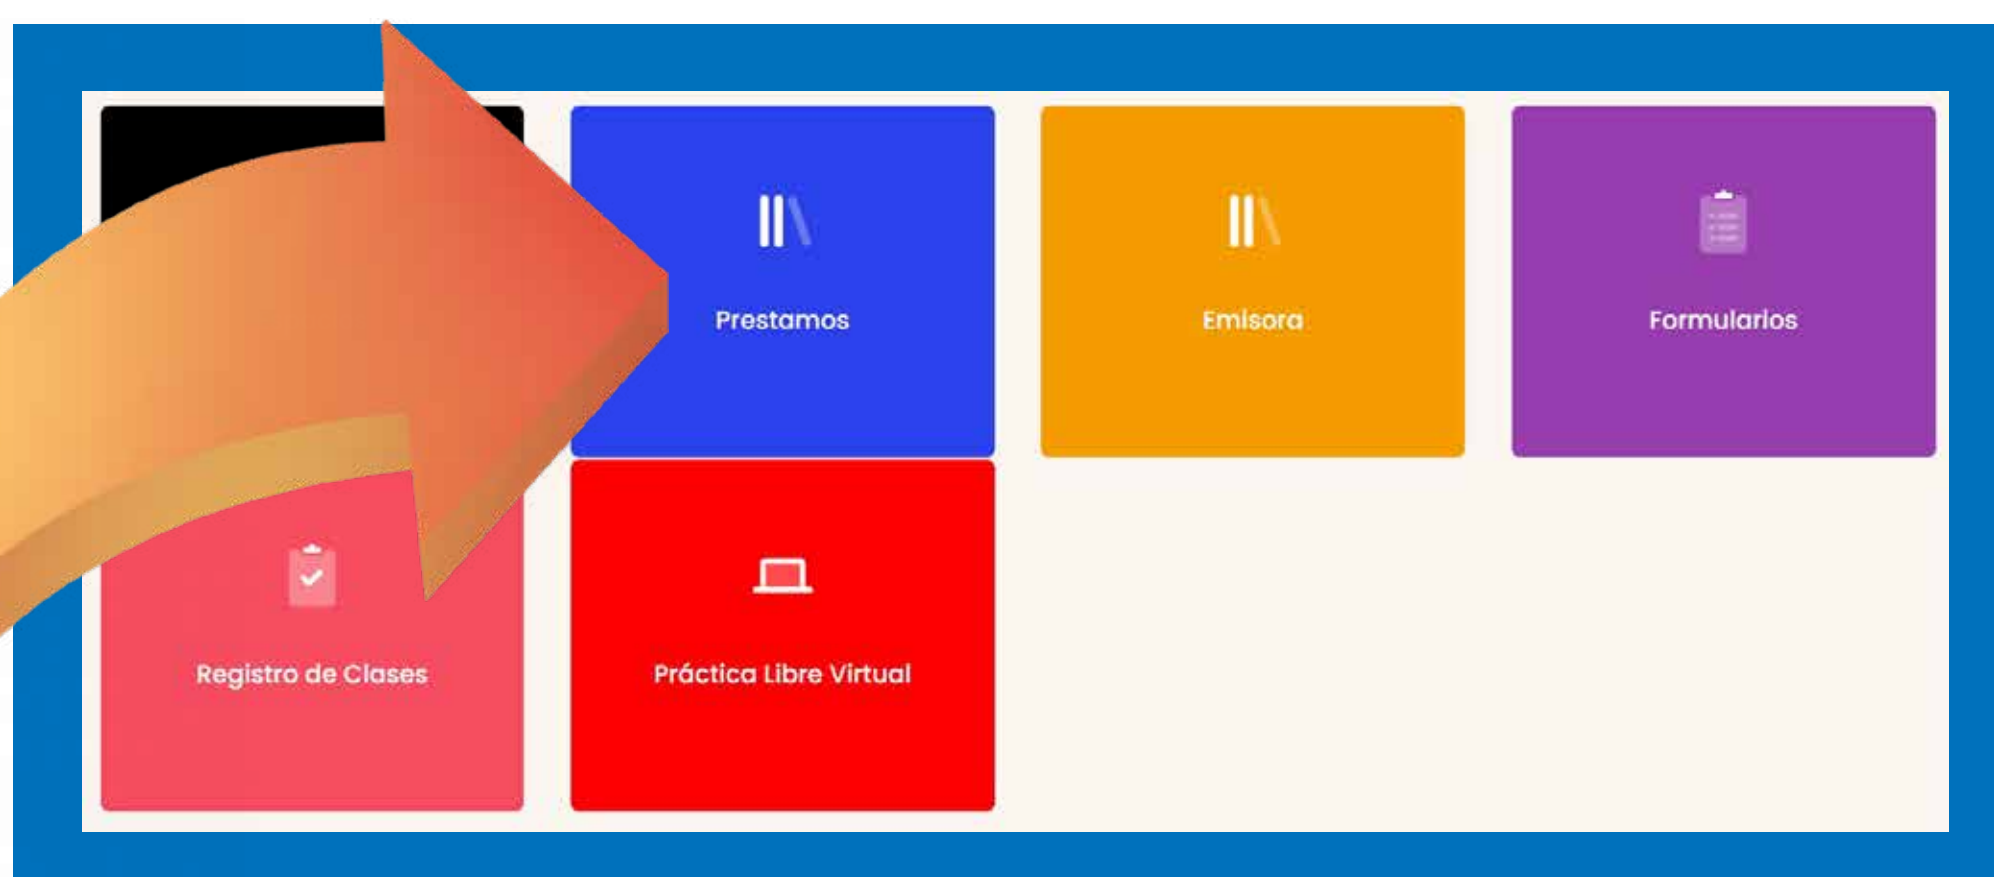 Prestamos
Emisora
Formularios
Registro de Clases
Práctica Libre Virtual